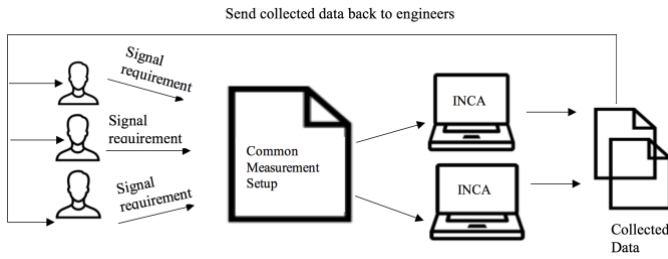 Send collected data back to engineers
Signal
requirement
Signal
requirement
Signal
requirement
Common
Measurement
Setup
INCA
INCA
Collected
Data